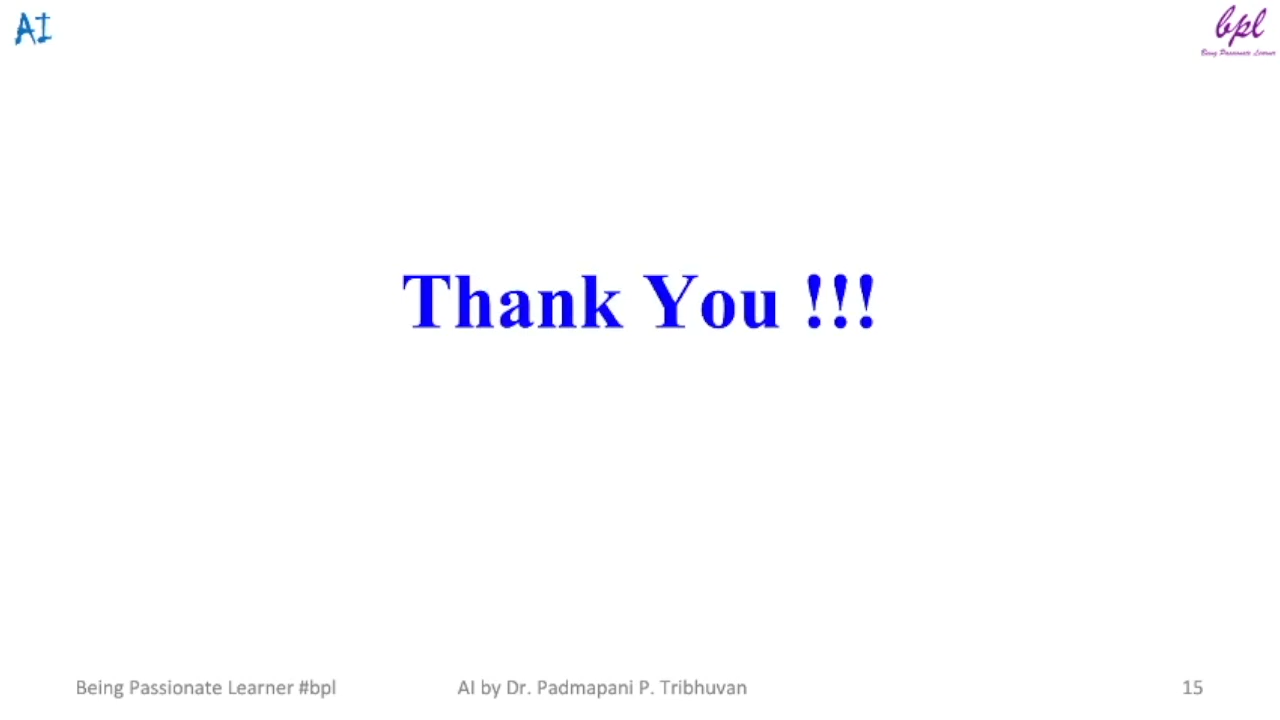 AI
bpl
Being Passionate Learner
Thank You !!!
Being Passionate Learner #bpl
AI by Dr. Padmapani P. Tribhuvan
15